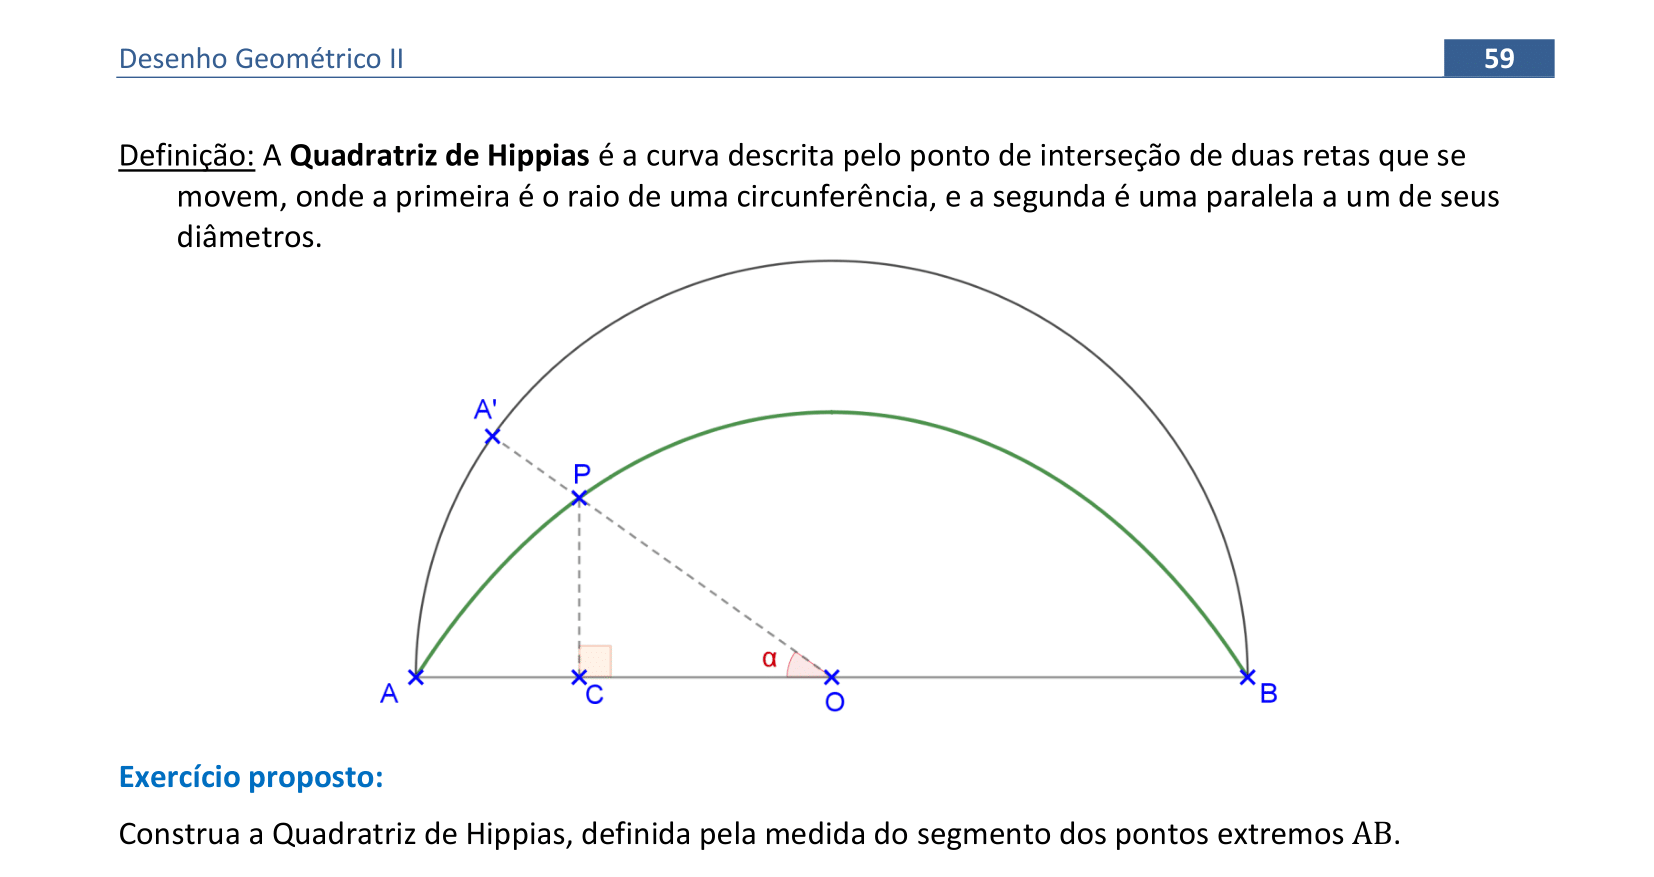 Desenho Geométrico II
59
Definição: A Quadratriz de Hippias é a curva descrita pelo ponto de interseção de duas retas que se
movem, onde a primeira é o raio de uma circunferência, e a segunda é uma paralela a um de seus
diâmetros.
A'
P
α
A
C
O
B
Exercício proposto:
Construa a Quadratriz de Hippias, definida pela medida do segmento dos pontos extremos AB.